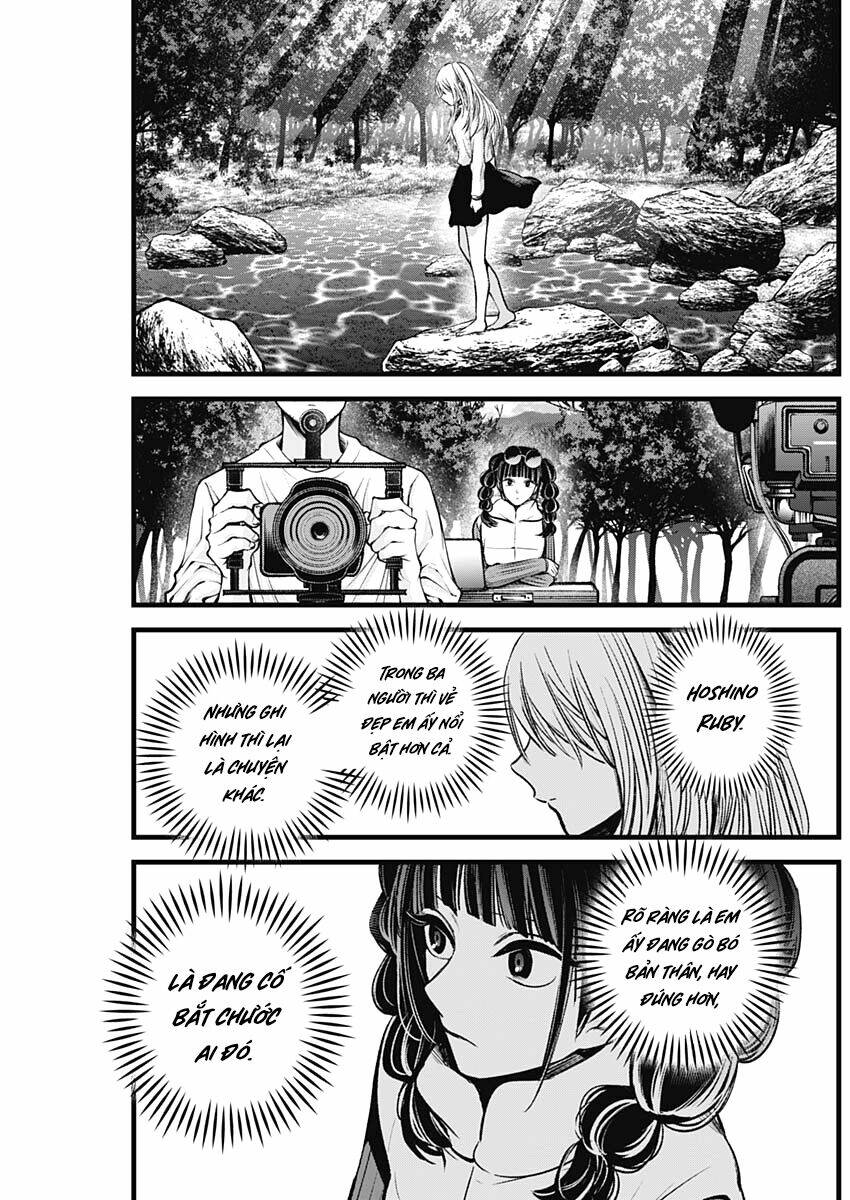 HOSHINO
RUBY.
TRONG BA
NGƯỜI THÌ VẺ
ĐẸP EM ẤY NỔI
BẬT HƠN CẢ.
NHƯNG GHI
HÌNH THÌ LẠI
LÀ CHUYỆN
KHÁC.
RÕ RÀNG LÀ EM
ẤY ĐANG GÒ BÓ
BẢN THÂN, HAY
ĐÚNG HƠN,
LÀ ĐANG CỐ
BẮT CHƯỚC
AI ĐÓ.